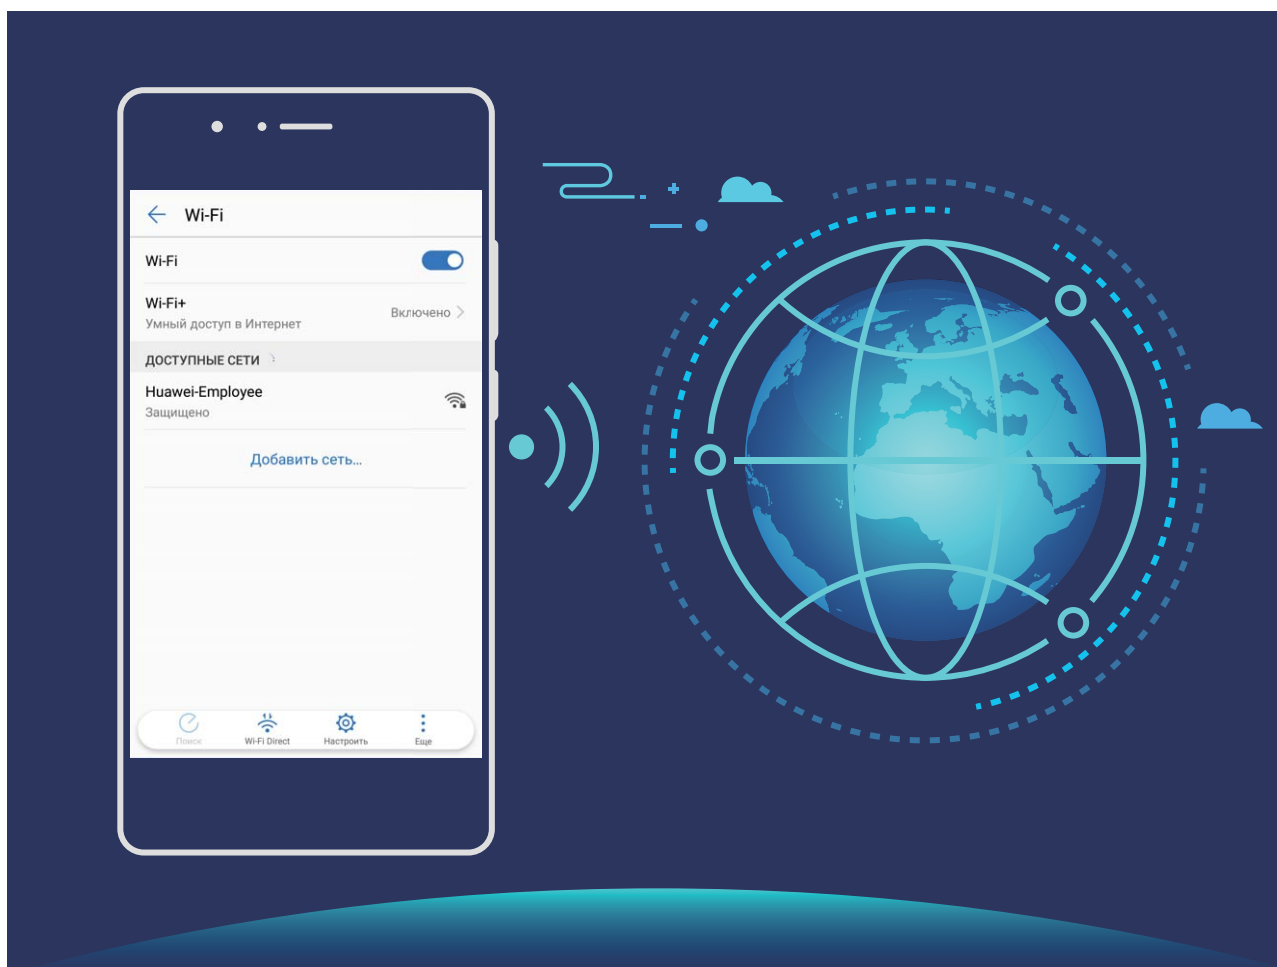 Wi-Fi
Wi-Fi
Wi-Fi+
Умный доступ в Интернет
Включено
ДОСТУПНЫЕ СЕТИ
Huawei-Employee
Защищено
Добавить сеть...
Поиск
Wi-Fi Direct
Настроить
Еще